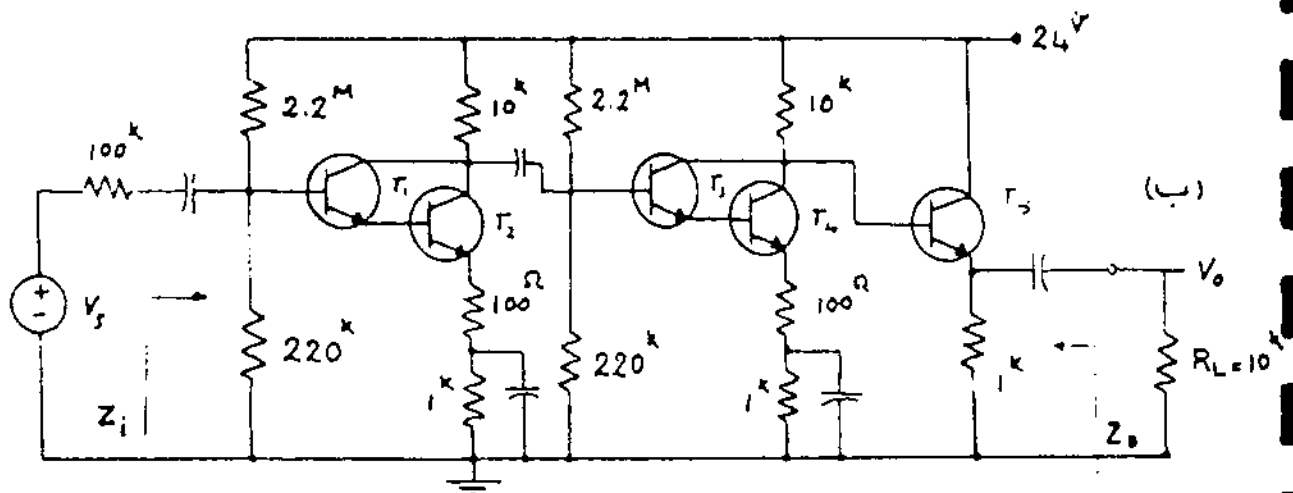 24ᵛ
2.2ᴹ
10ᵏ
2.2ᴹ
10ᵏ
100ᵏ
T₁
T₂
T₃
T₄
T₅
(ب)
+
-
Vₛ
Zᵢ
220ᵏ
100Ω
1ᵏ
220ᵏ
100Ω
1ᵏ
1ᵏ
Vₒ
R_L=10ᵏ
Zₒ